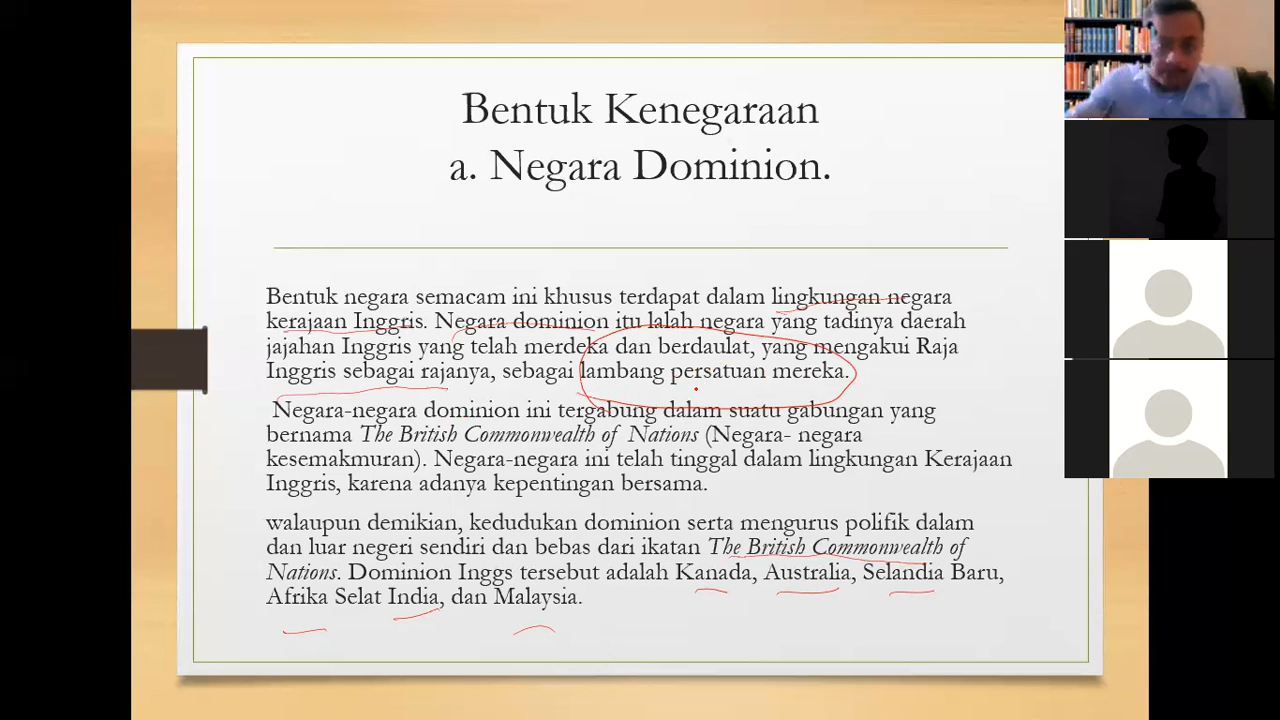 Bentuk Kenegaraan
a. Negara Dominion.
Bentuk negara semacam ini khusus terdapat dalam lingkungan negara
kerajaan Inggris. Negara dominion itu lalah negara yang tadinya daerah
jajahan Inggris yang telah merdeka dan berdaulat, yang mengakui Raja
Inggris sebagai rajanya, sebagai lambang persatuan mereka.
Negara-negara dominion ini tergabung dalam suatu gabungan yang
bernama The British Commonwealth of Nations (Negara- negara
kesemakmuran). Negara-negara ini telah tinggal dalam lingkungan Kerajaan
Inggris, karena adanya kepentingan bersama.
walaupun demikian, kedudukan dominion serta mengurus polifik dalam
dan luar negeri sendiri dan bebas dari ikatan The British Commonwealth of
Nations. Dominion Inggs tersebut adalah Kanada, Australia, Selandia Baru,
Afrika Selat India, dan Malaysia.